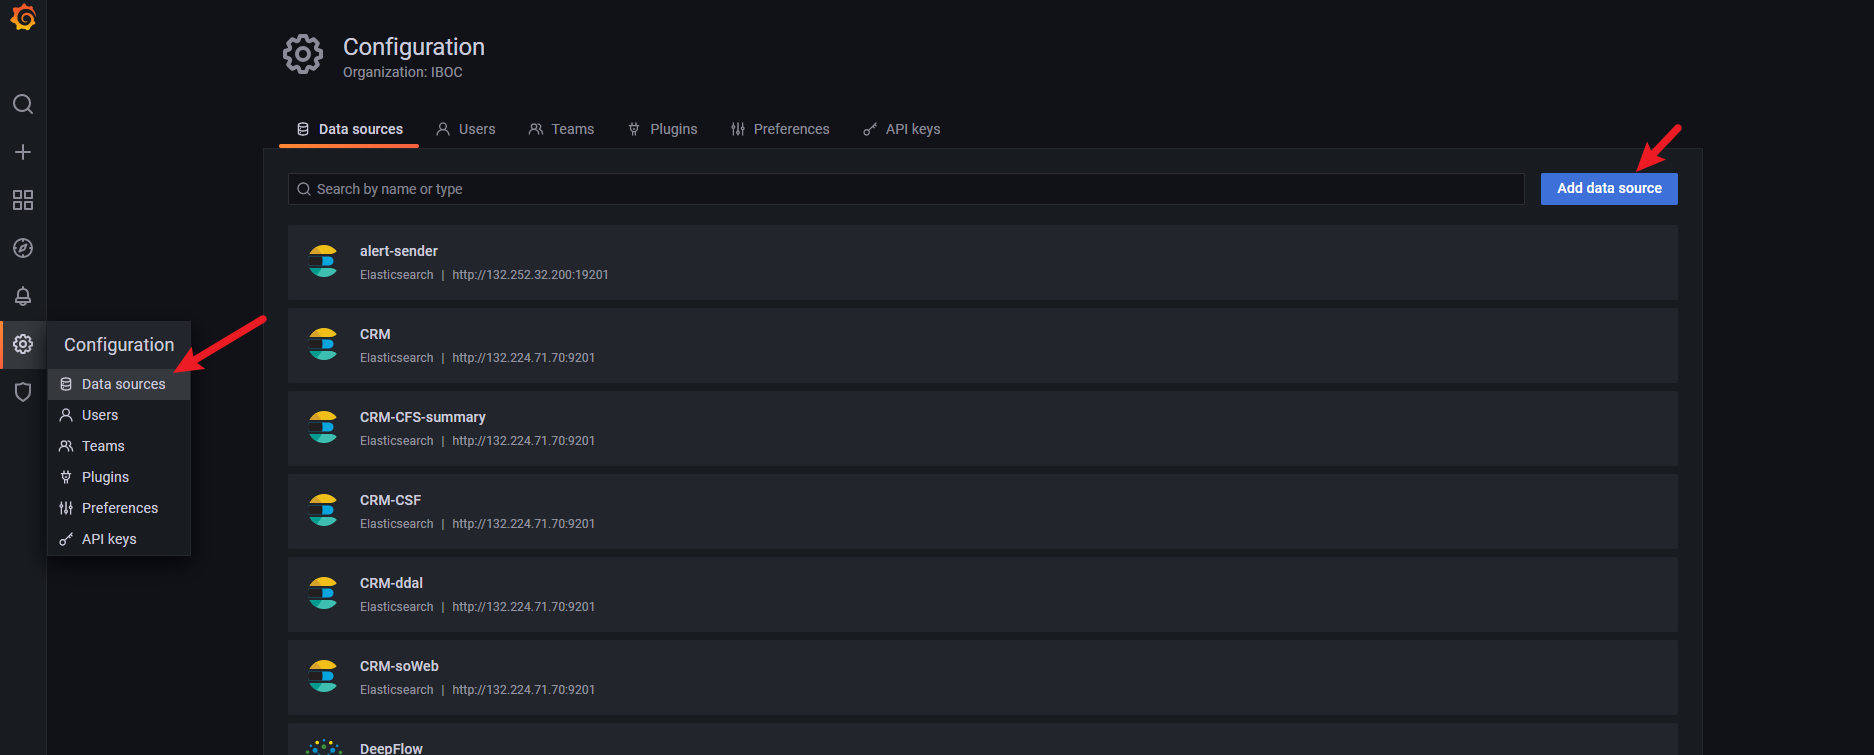 Configuration
Organization: IBOC
Data sources Users Teams Plugins Preferences API keys
Search by name or type
Add data source
alert-sender
Elasticsearch | http://132.252.32.200:19201
CRM
Elasticsearch | http://132.224.71.70:9201
CRM-CFS-summary
Elasticsearch | http://132.224.71.70:9201
CRM-CSF
Elasticsearch | http://132.224.71.70:9201
CRM-ddal
Elasticsearch | http://132.224.71.70:9201
CRM-soWeb
Elasticsearch | http://132.224.71.70:9201
DeepFlow
Configuration
Data sources
Users
Teams
Plugins
Preferences
API keys